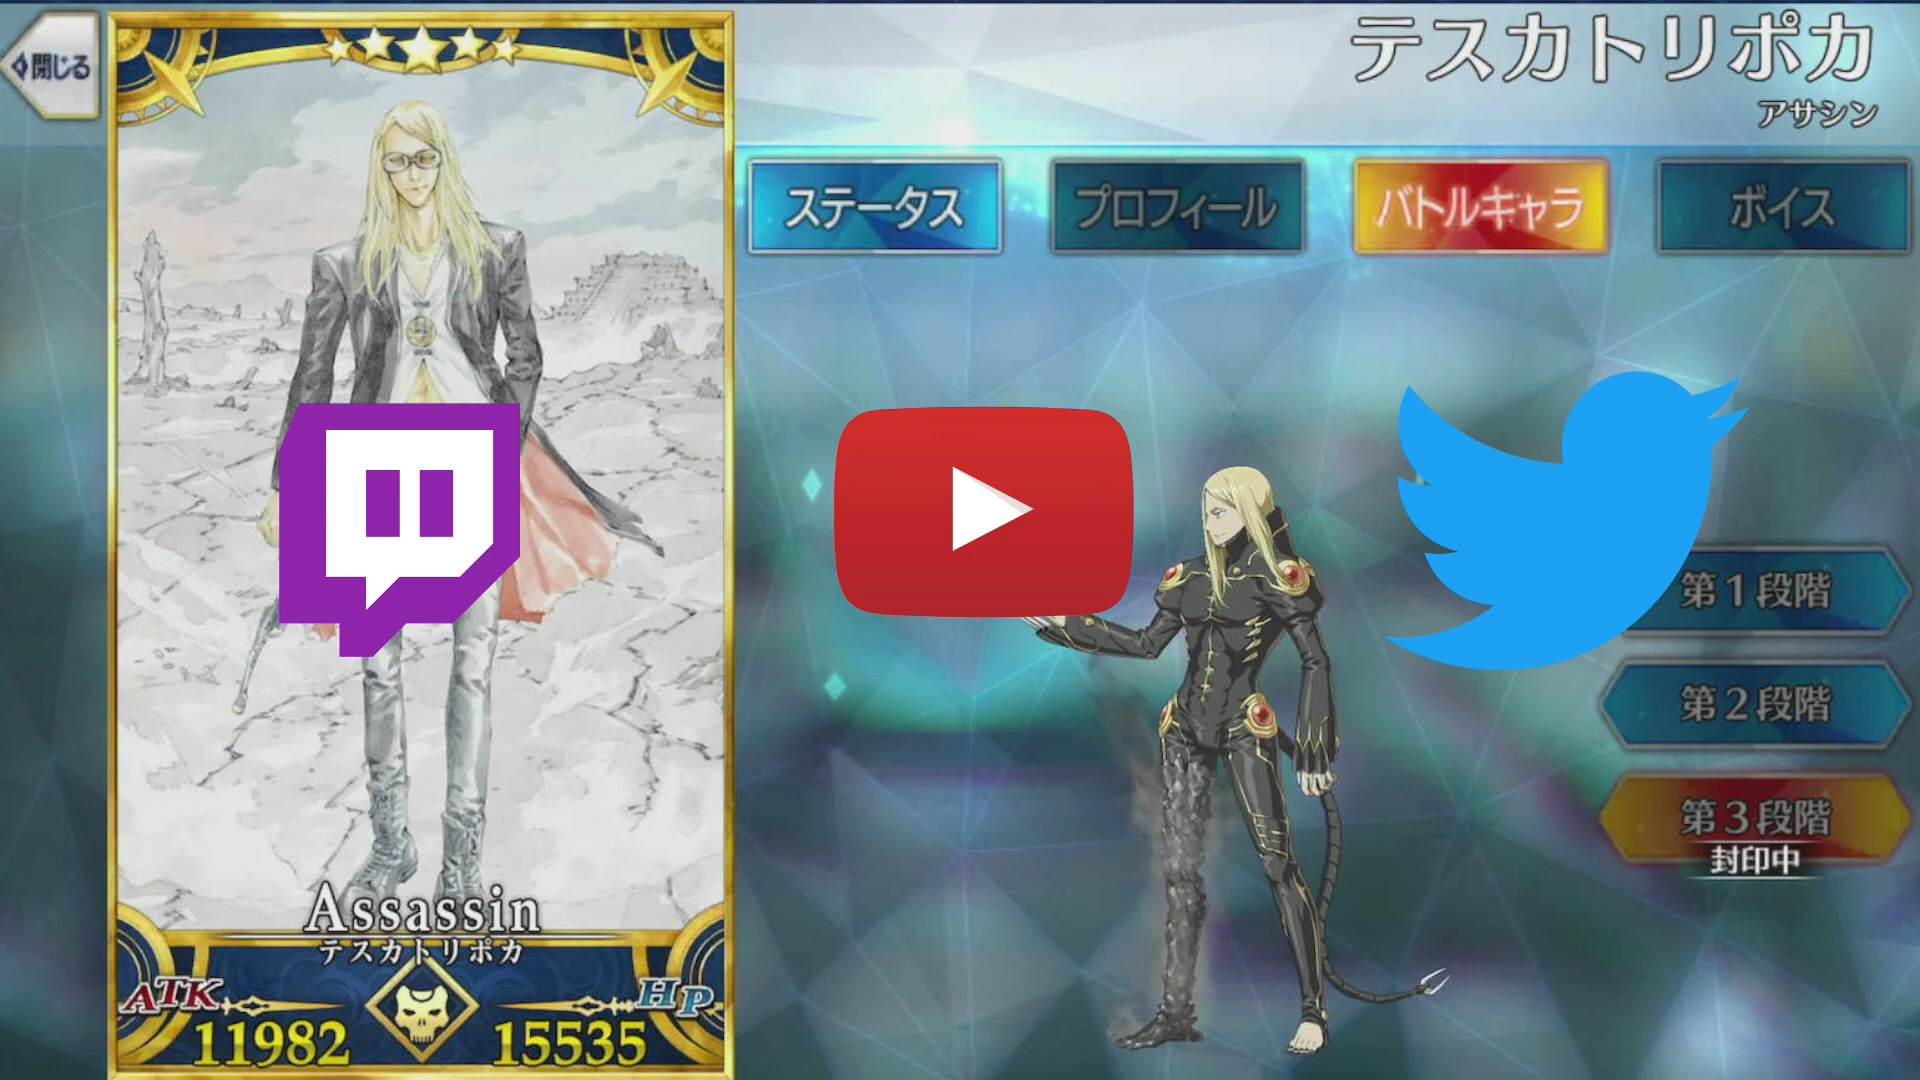 閉じる
テスカトリポカ
アサシン
ステータス
プロフィール
バトルキャラ
ボイス
第1段階
第2段階
第3段階
封印中
Assassin
テスカトリポカ
ATK
HP
11982
15535